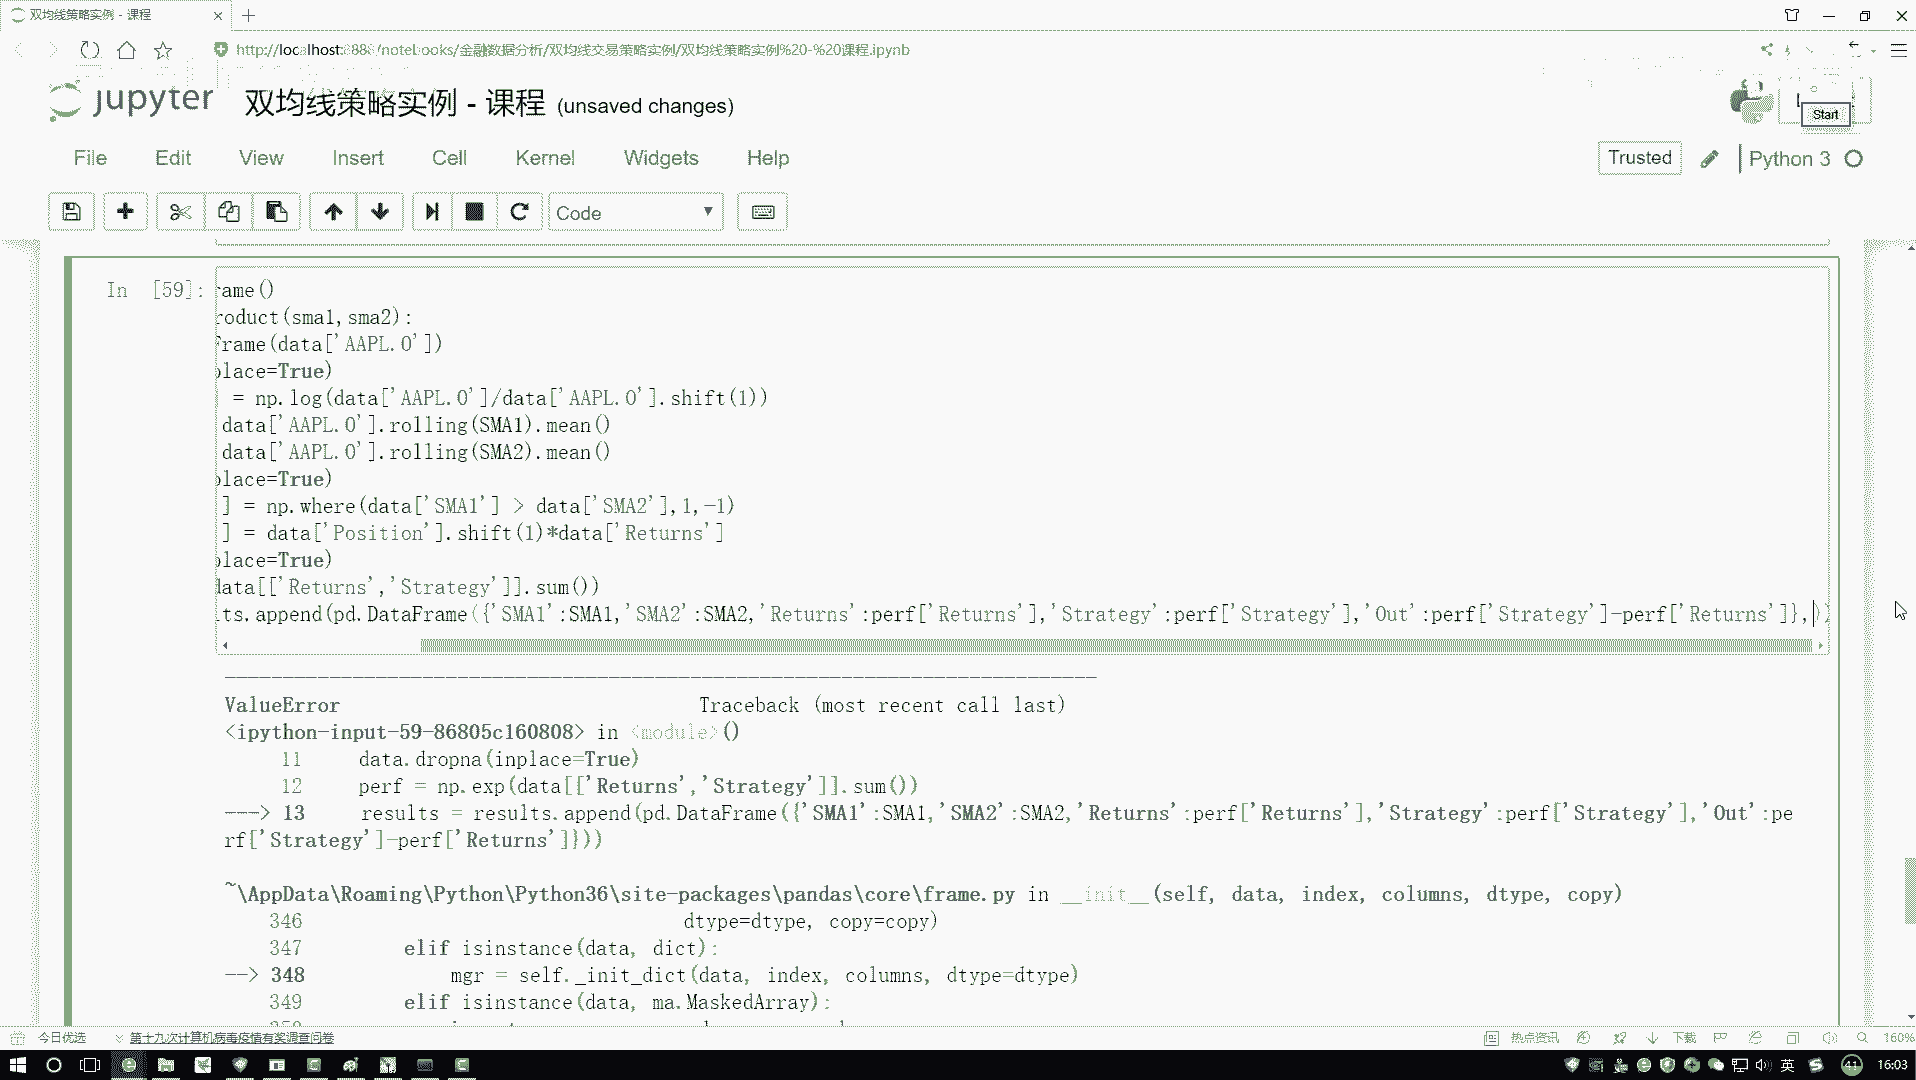 双均线策略实例 - 课程
http://localhost:888/notebooks/金融数据分析/双均线交易策略实例/双均线策略实例%20-%20课程.ipynb
jupyter 双均线策略实例 - 课程 (unsaved changes)
Start
File Edit View Insert Cell Kernel Widgets Help
Trusted Python 3
Code
In [59]:
rame()
roduct(sma1,sma2):
Frame(data['AAPL.O'])
place=True)
] = np.log(data['AAPL.O']/data['AAPL.O'].shift(1))
data['AAPL.O'].rolling(SMA1).mean()
data['AAPL.O'].rolling(SMA2).mean()
place=True)
] = np.where(data['SMA1'] > data['SMA2'],1,-1)
] = data['Position'].shift(1)*data['Returns']
place=True)
data[['Returns','Strategy']].sum())
lts.append(pd.DataFrame({'SMA1':SMA1,'SMA2':SMA2,'Returns':perf['Returns'],'Strategy':perf['Strategy'],'Out':perf['Strategy']-perf['Returns']},))
ValueError Traceback (most recent call last)
<ipython-input-59-86805c160808> in <module>()
11 data.dropna(inplace=True)
12 perf = np.exp(data[['Returns','Strategy']].sum())
---> 13 results = results.append(pd.DataFrame({'SMA1':SMA1,'SMA2':SMA2,'Returns':perf['Returns'],'Strategy':perf['Strategy'],'Out':pe
rf['Strategy']-perf['Returns']}))
~\AppData\Roaming\Python\Python36\site-packages\pandas\core\frame.py in __init__(self, data, index, columns, dtype, copy)
346 dtype=dtype, copy=copy)
347 elif isinstance(data, dict):
--> 348 mgr = self._init_dict(data, index, columns, dtype=dtype)
349 elif isinstance(data, ma.MaskedArray):
今日优选 第十九次计算机病毒疫情有奖调查问卷 热点资讯 下载 160%
英 41 16:03